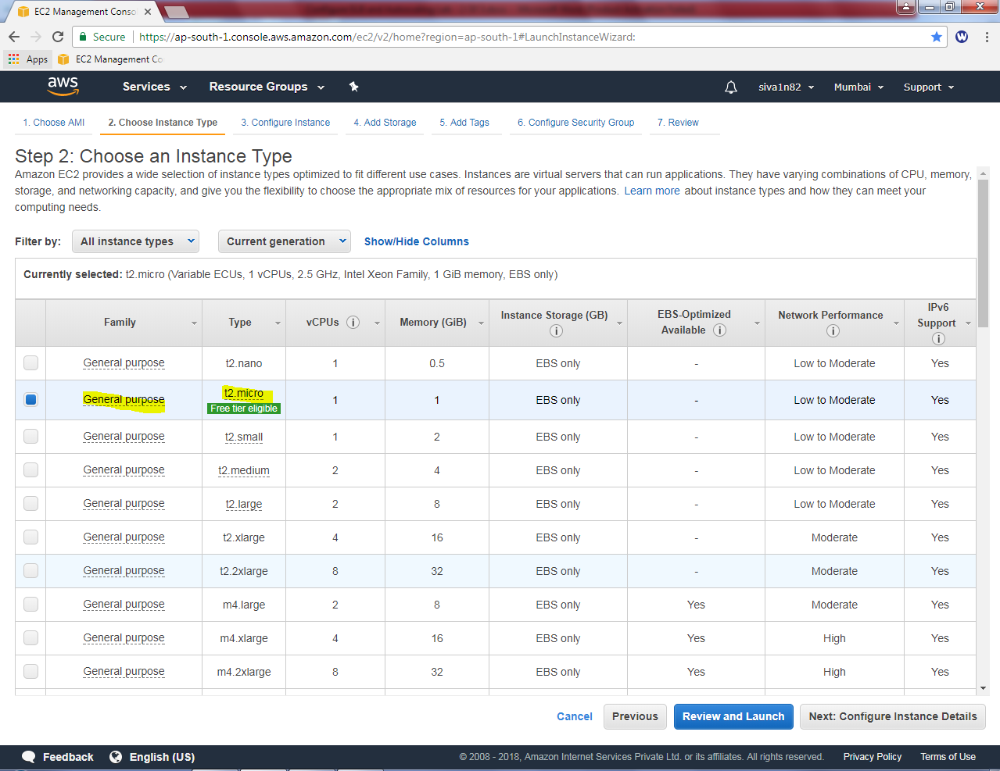 EC2 Management Conso
Secure https://ap-south-1.console.aws.amazon.com/ec2/v2/home?region=ap-south-1#LaunchInstanceWizard:
W
Apps EC2 Management Co
aws Services Resource Groups siva1n82 Mumbai Support
1. Choose AMI 2. Choose Instance Type 3. Configure Instance 4. Add Storage 5. Add Tags 6. Configure Security Group 7. Review
Step 2: Choose an Instance Type
Amazon EC2 provides a wide selection of instance types optimized to fit different use cases. Instances are virtual servers that can run applications. They have varying combinations of CPU, memory,
storage, and networking capacity, and give you the flexibility to choose the appropriate mix of resources for your applications. Learn more about instance types and how they can meet your
computing needs.
Filter by: All instance types Current generation Show/Hide Columns
Currently selected: t2.micro (Variable ECUs, 1 vCPUs, 2.5 GHz, Intel Xeon Family, 1 GiB memory, EBS only)
Family Type vCPUs i Memory (GiB) Instance Storage (GB) i EBS-Optimized Available i Network Performance i IPv6 Support i
General purpose t2.nano 1 0.5 EBS only - Low to Moderate Yes
General purpose t2.micro Free tier eligible 1 1 EBS only - Low to Moderate Yes
General purpose t2.small 1 2 EBS only - Low to Moderate Yes
General purpose t2.medium 2 4 EBS only - Low to Moderate Yes
General purpose t2.large 2 8 EBS only - Low to Moderate Yes
General purpose t2.xlarge 4 16 EBS only - Moderate Yes
General purpose t2.2xlarge 8 32 EBS only - Moderate Yes
General purpose m4.large 2 8 EBS only Yes Moderate Yes
General purpose m4.xlarge 4 16 EBS only Yes High Yes
General purpose m4.2xlarge 8 32 EBS only Yes High Yes
Cancel Previous Review and Launch Next: Configure Instance Details
Feedback English (US) © 2008 - 2018, Amazon Internet Services Private Ltd. or its affiliates. All rights reserved. Privacy Policy Terms of Use